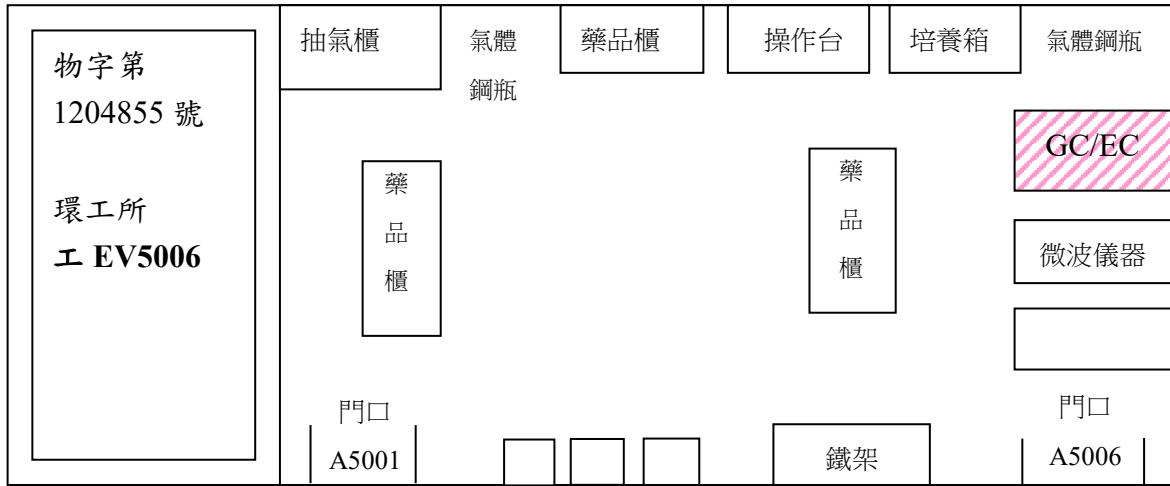 物字第
1204855 號
環工所
工 EV5006
抽氣櫃
氣體
鋼瓶
藥品櫃
操作台
培養箱
氣體鋼瓶
GC/EC
藥
品
櫃
藥
品
櫃
微波儀器
門口
A5001
鐵架
門口
A5006